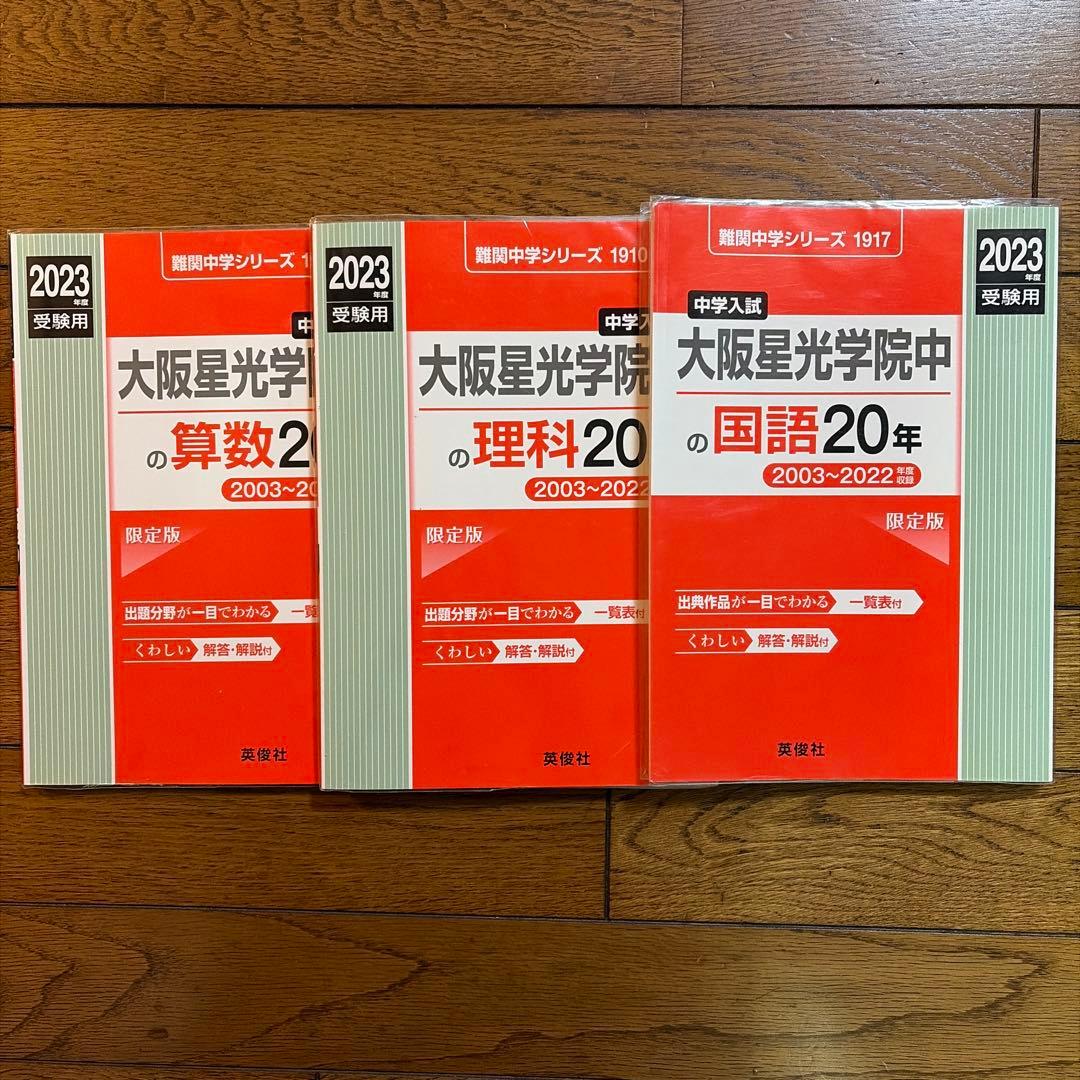 2023
年度
受験用
難関中学シリーズ
大阪星光学
の算数
2003~20
限定版
出題分野が一目でわかる 一覧
くわしい 解答・解説付
英俊社
2023
年度
受験用
難関中学シリーズ 1910
中学
大阪星光学院
の理科20
2003~2022
限定版
出題分野が一目でわかる 一覧表付
くわしい 解答・解説付
英俊社
難関中学シリーズ 1917
2023
年度
受験用
中学入試
大阪星光学院中
の国語20年
2003~2022年度収録
限定版
出典作品が一目でわかる 一覧表付
くわしい 解答・解説付
英俊社